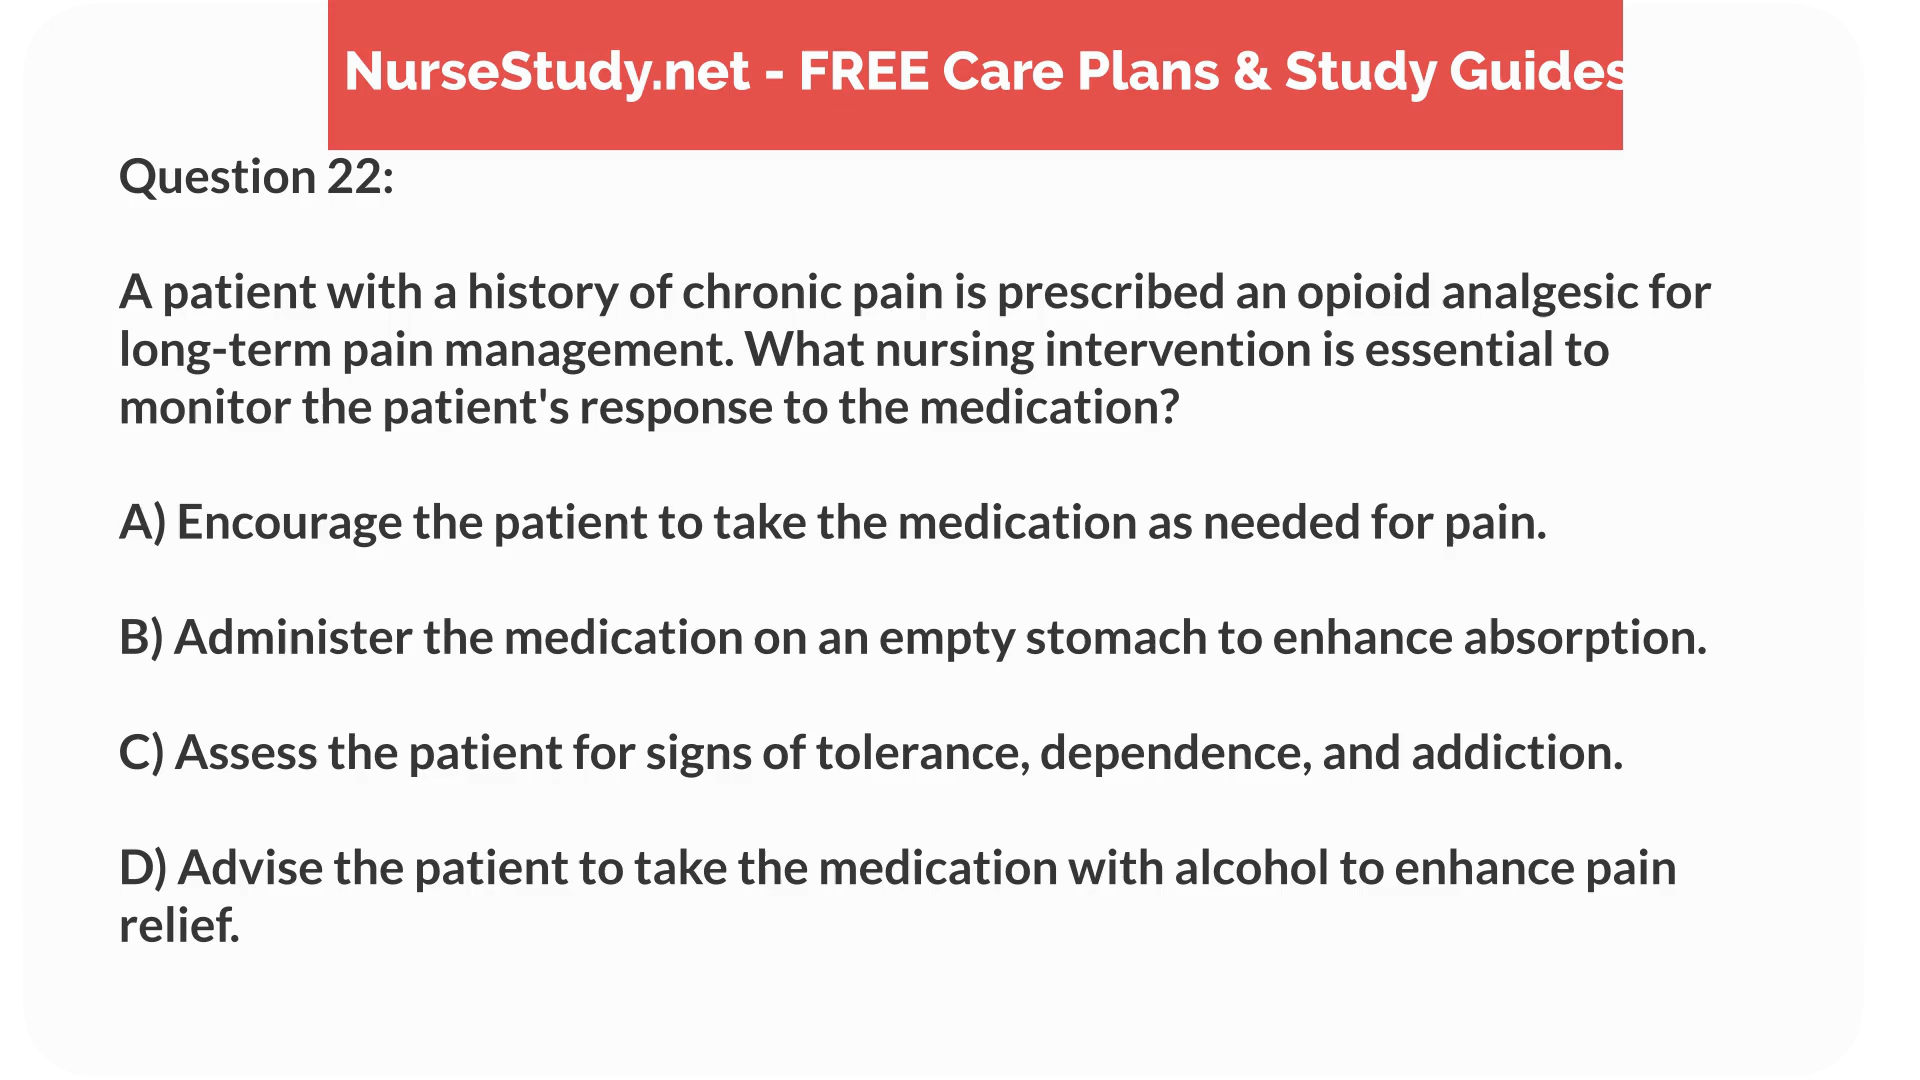 NurseStudy.net - FREE Care Plans & Study Guides
Question 22:
A patient with a history of chronic pain is prescribed an opioid analgesic for
long-term pain management. What nursing intervention is essential to
monitor the patient's response to the medication?
A) Encourage the patient to take the medication as needed for pain.
B) Administer the medication on an empty stomach to enhance absorption.
C) Assess the patient for signs of tolerance, dependence, and addiction.
D) Advise the patient to take the medication with alcohol to enhance pain
relief.